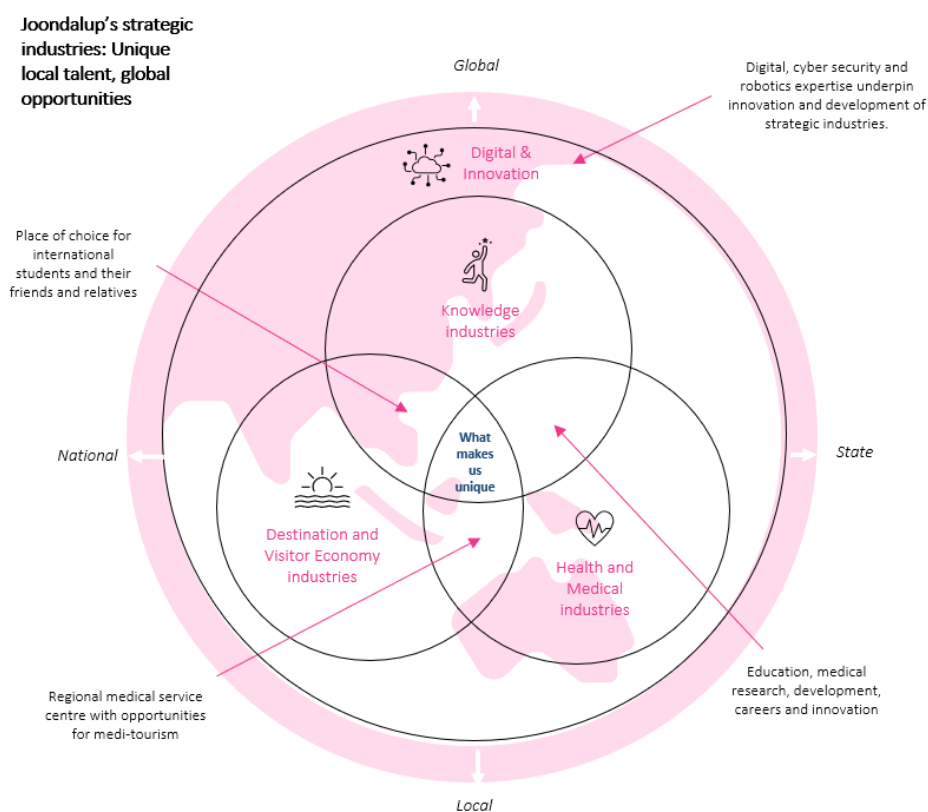 Joondalup's strategic
industries: Unique
local talent, global
opportunities
Global
Digital, cyber security and
robotics expertise underpin
innovation and development of
strategic industries.
Digital &
Innovation
Place of choice for
international
students and their
friends and relatives
Knowledge
industries
National
What
makes
us
unique
State
Destination and
Visitor Economy
industries
Health and
Medical
industries
Regional medical service
centre with opportunities
for medi-tourism
Education, medical
research, development,
careers and innovation
Local